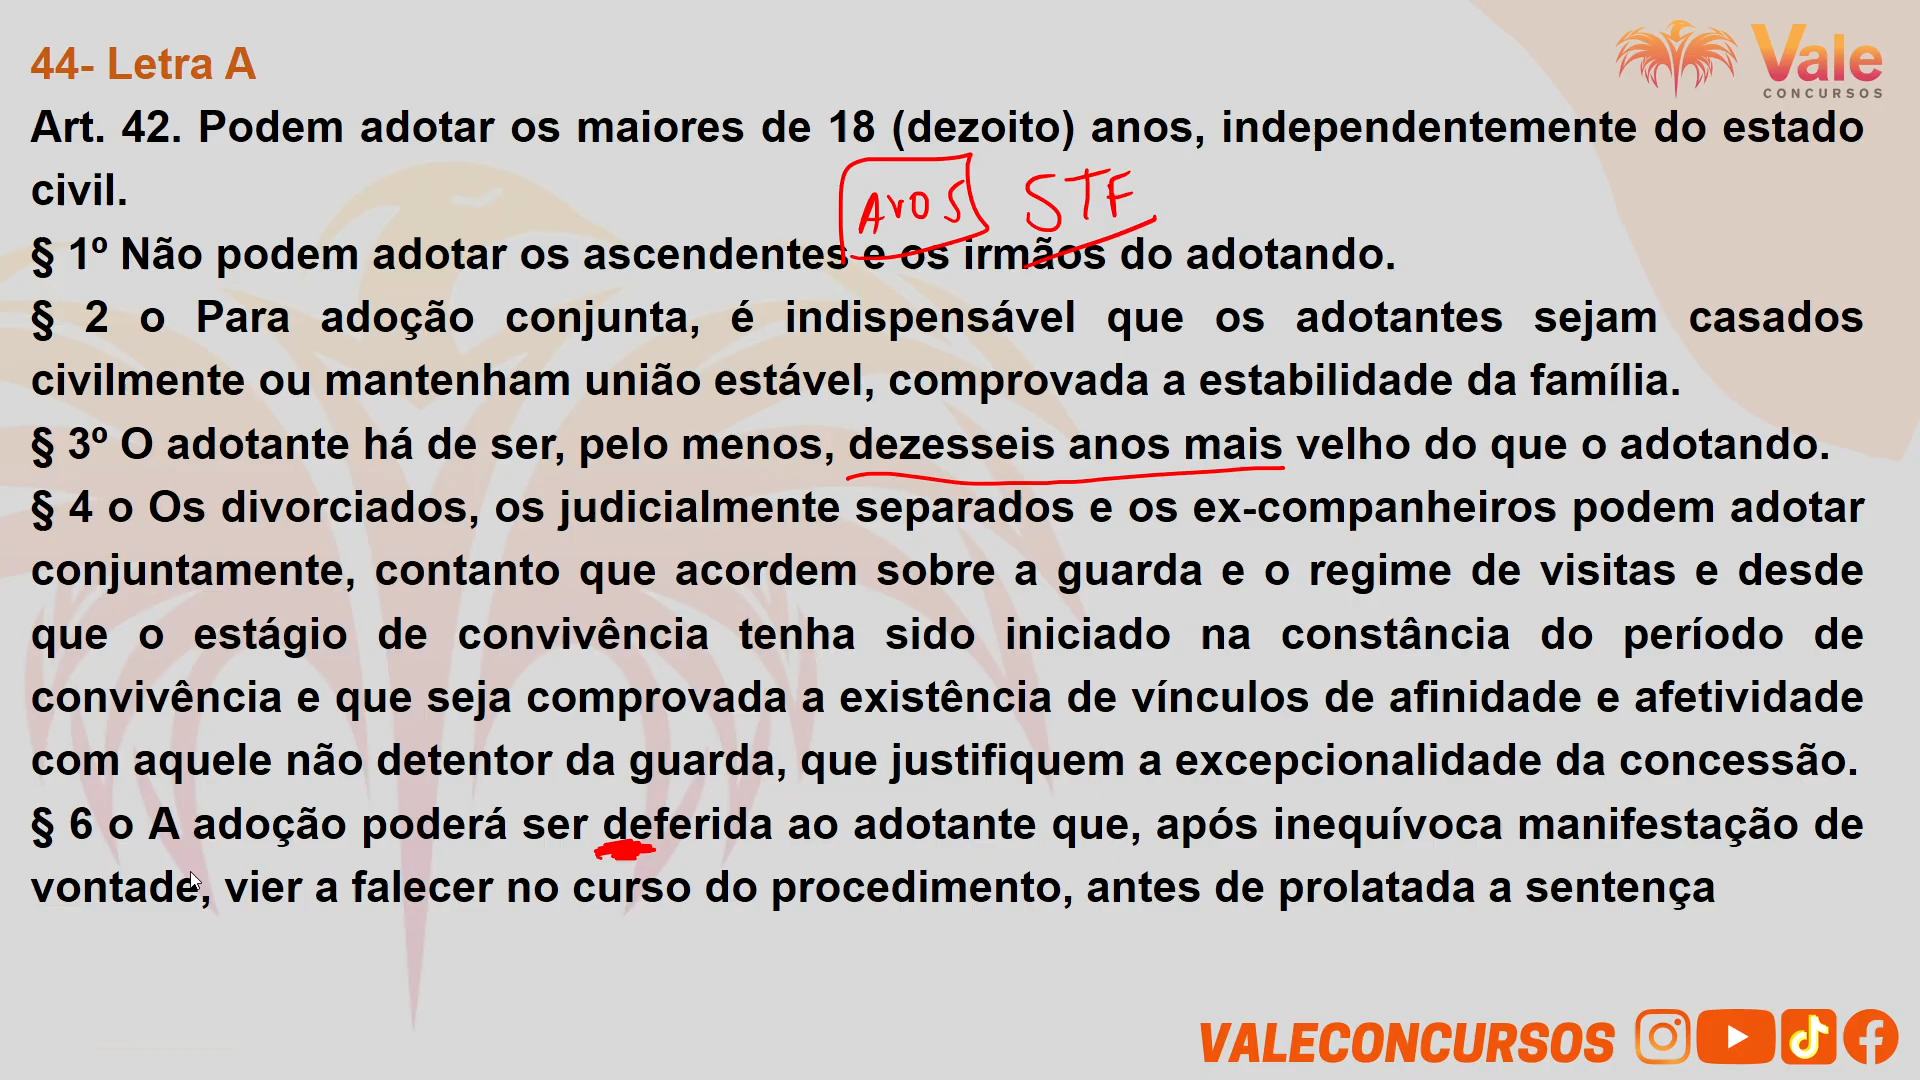 44- Letra A
Vale
CONCURSOS
Art. 42. Podem adotar os maiores de 18 (dezoito) anos, independentemente do estado
civil.
AVOS STF
§ 1º Não podem adotar os ascendentes e os irmãos do adotando.
§ 2 o Para adoção conjunta, é indispensável que os adotantes sejam casados
civilmente ou mantenham união estável, comprovada a estabilidade da família.
§ 3º O adotante há de ser, pelo menos, dezesseis anos mais velho do que o adotando.
§ 4 o Os divorciados, os judicialmente separados e os ex-companheiros podem adotar
conjuntamente, contanto que acordem sobre a guarda e o regime de visitas e desde
que o estágio de convivência tenha sido iniciado na constância do período de
convivência e que seja comprovada a existência de vínculos de afinidade e afetividade
com aquele não detentor da guarda, que justifiquem a excepcionalidade da concessão.
§ 6 o A adoção poderá ser deferida ao adotante que, após inequívoca manifestação de
vontade, vier a falecer no curso do procedimento, antes de prolatada a sentença
VALECONCURSOS